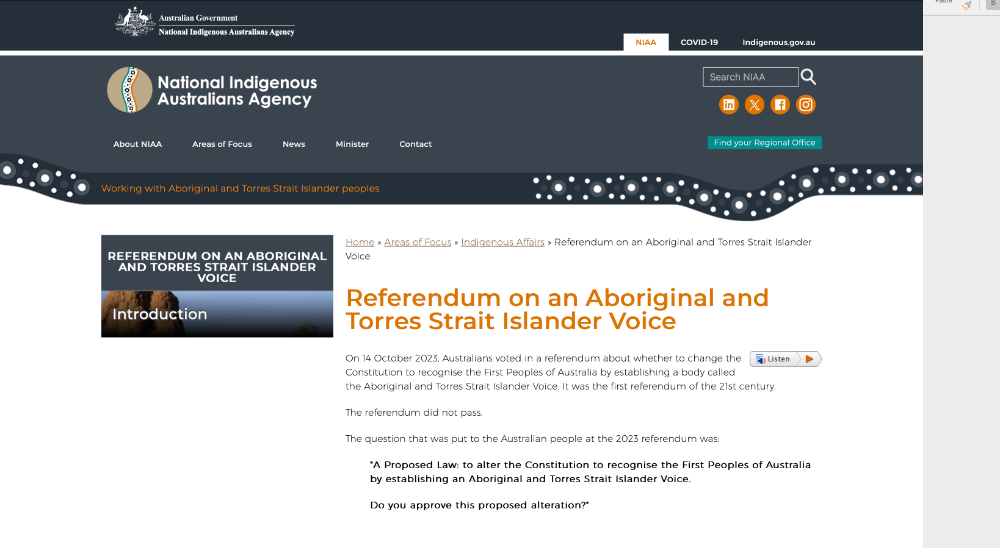 Paste
B
Australian Government
National Indigenous Australians Agency
NIAA
COVID-19
Indigenous.gov.au
National Indigenous
Australians Agency
Search NIAA
About NIAA
Areas of Focus
News
Minister
Contact
Find your Regional Office
Working with Aboriginal and Torres Strait Islander peoples
REFERENDUM ON AN ABORIGINAL
AND TORRES STRAIT ISLANDER
VOICE
Introduction
Home » Areas of Focus » Indigenous Affairs » Referendum on an Aboriginal and Torres Strait Islander
Voice
Referendum on an Aboriginal and
Torres Strait Islander Voice
Listen
On 14 October 2023, Australians voted in a referendum about whether to change the
Constitution to recognise the First Peoples of Australia by establishing a body called
the Aboriginal and Torres Strait Islander Voice. It was the first referendum of the 21st century.
The referendum did not pass.
The question that was put to the Australian people at the 2023 referendum was:
"A Proposed Law: to alter the Constitution to recognise the First Peoples of Australia
by establishing an Aboriginal and Torres Strait Islander Voice.
Do you approve this proposed alteration?"